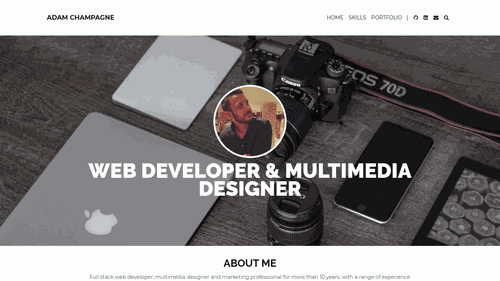 ADAM CHAMPAGNE
HOME SKILLS PORTFOLIO |
Canon
EOS 70D
WEB DEVELOPER & MULTIMEDIA
DESIGNER
ABOUT ME
Full stack web developer, multimedia designer and marketing professional for more than 10 years, with a range of experience